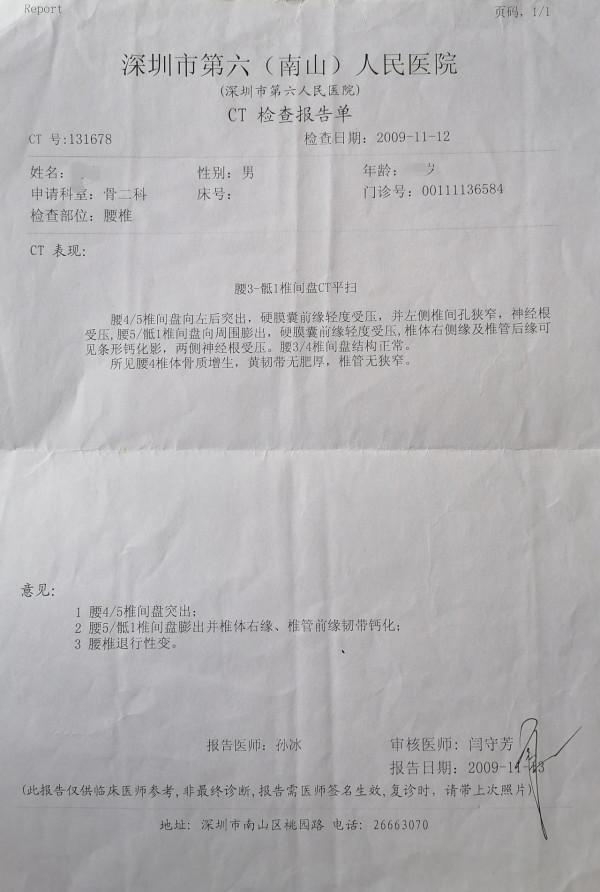 Report
页码, 1/1
深圳市第六（南山）人民医院
(深圳市第六人民医院)
CT 检查报告单
CT 号:131678 检查日期: 2009-11-12
姓名: 性别: 男 年龄: 岁
申请科室: 骨二科 床号: 门诊号: 00111136584
检查部位: 腰椎
CT 表现:
腰3-骶1椎间盘CT平扫
腰4/5椎间盘向左后突出，硬膜囊前缘轻度受压，并左侧椎间孔狭窄，神经根
受压,腰5/骶1椎间盘向周围膨出，硬膜囊前缘轻度受压,椎体右侧缘及椎管后缘可
见条形钙化影，两侧神经根受压。腰3/4椎间盘结构正常。
所见腰4椎体骨质增生，黄韧带无肥厚，椎管无狭窄。
意见:
1 腰4/5椎间盘突出;
2 腰5/骶1椎间盘膨出并椎体右缘、椎管前缘韧带钙化;
3 腰椎退行性变。
报告医师: 孙冰 审核医师: 闫守芳
报告日期: 2009-11-13
(此报告仅供临床医师参考,非最终诊断,报告需医师签名生效,复诊时，请带上次照片)
地址: 深圳市南山区桃园路 电话: 26663070